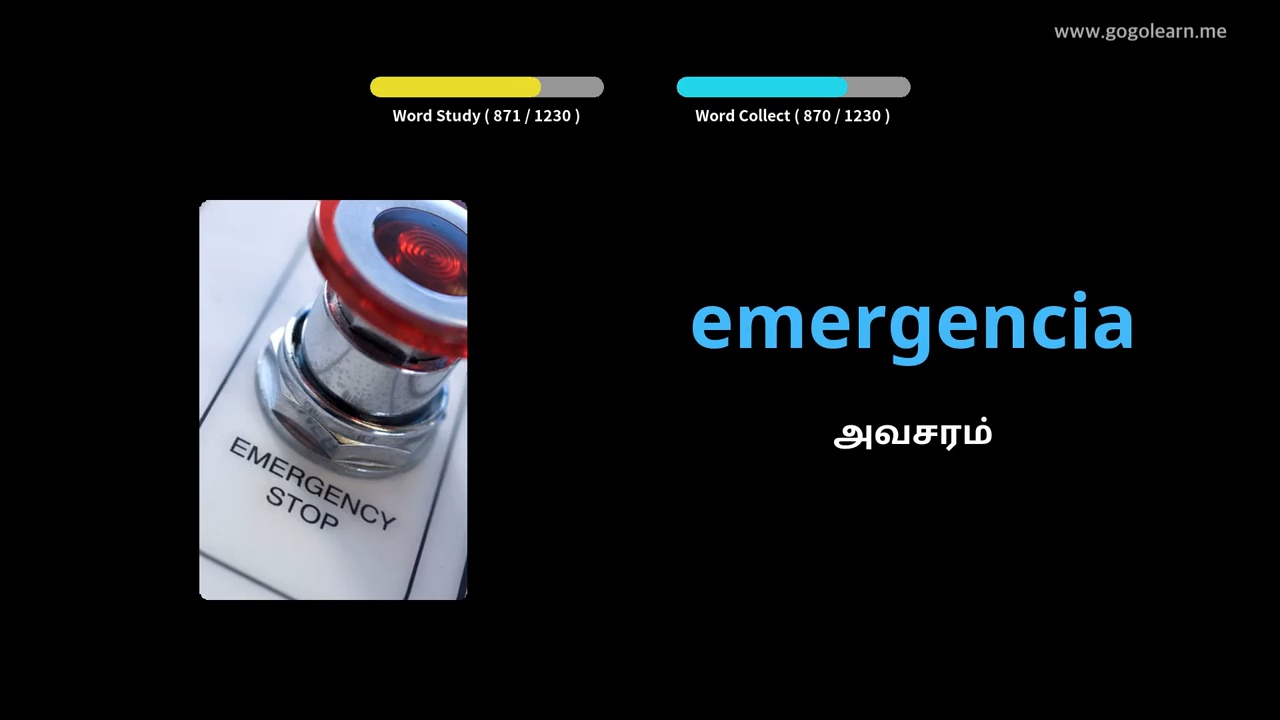 www.gogolearn.me
Word Study ( 871 / 1230 )
Word Collect ( 870 / 1230 )
EMERGENCY
STOP
emergencia
அவசரம்